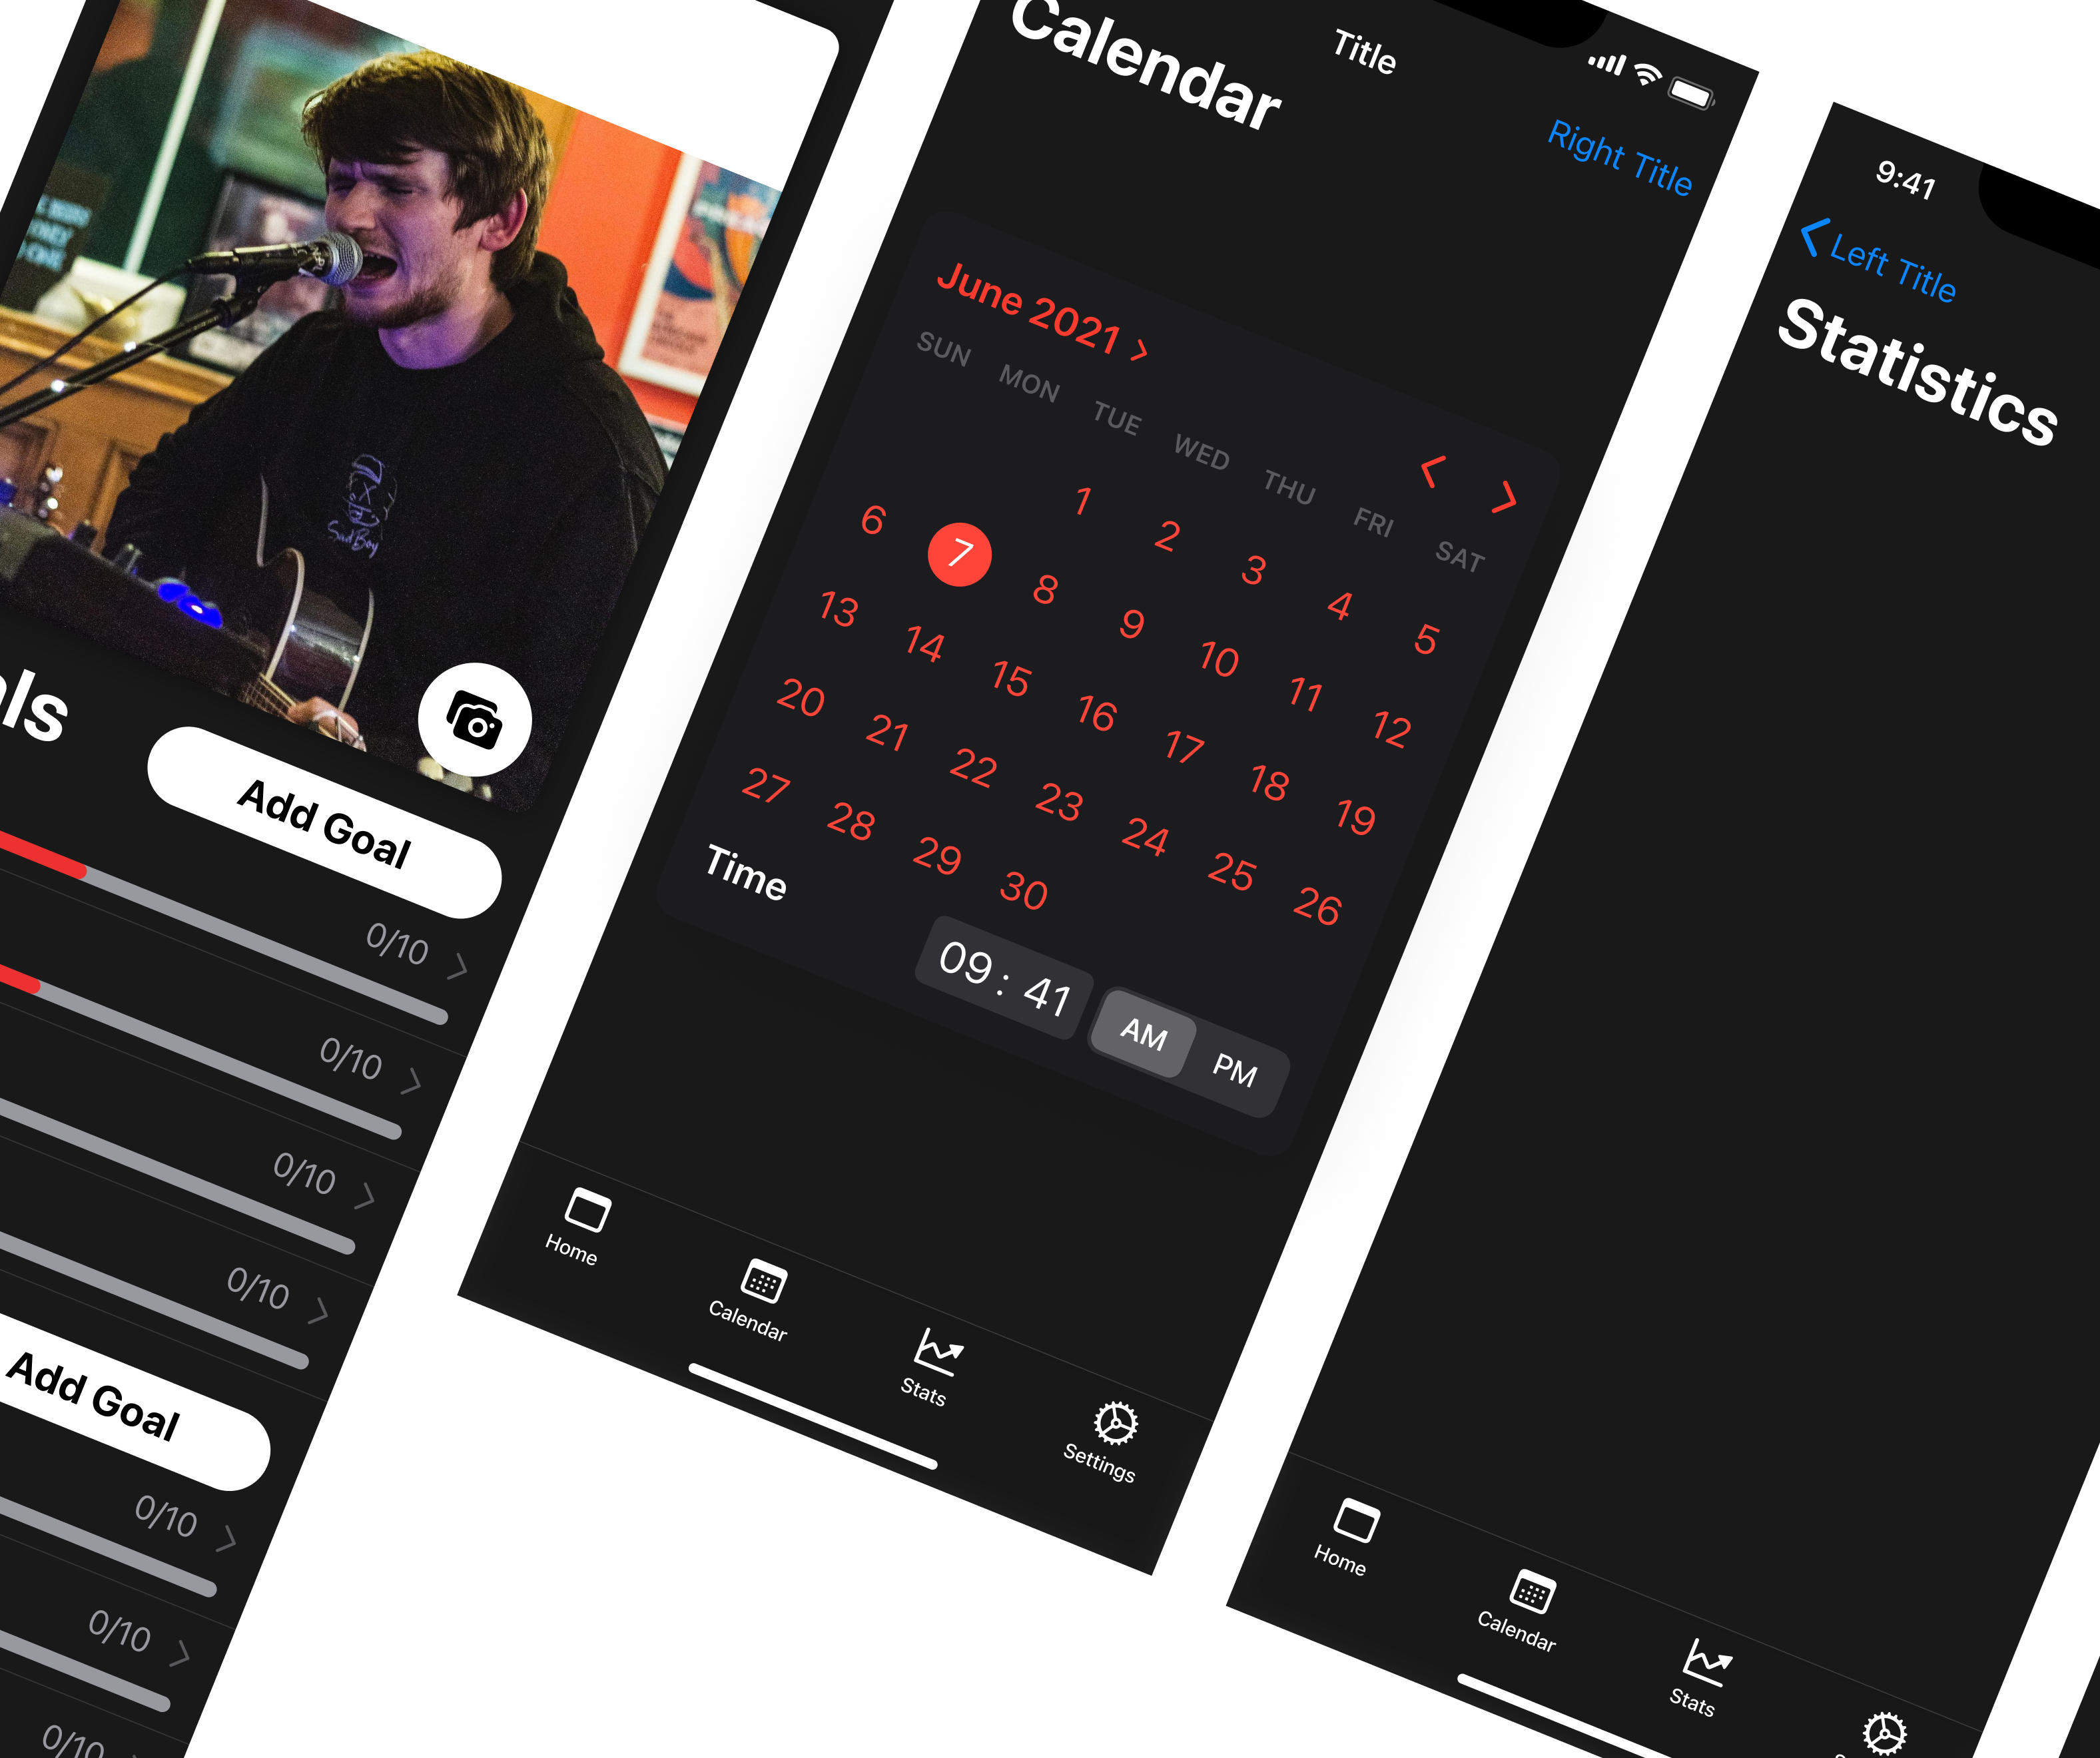 Sad Boy
als
Add Goal
0/10
0/10
0/10
0/10
Add Goal
0/10
0/10
0/10
Title
Right Title
Calendar
June 2021
SUN MON TUE WED THU FRI SAT
1 2 3 4 5
6 7 8 9 10 11 12
13 14 15 16 17 18 19
20 21 22 23 24 25 26
27 28 29 30
Time
09: 41 AM PM
Home Calendar Stats Settings
9:41
Left Title
Statistics
Home Calendar Stats